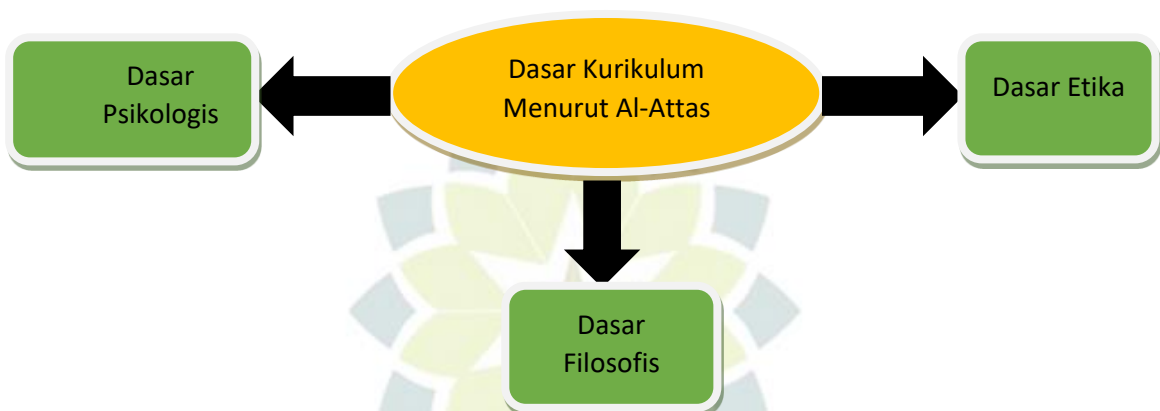 Dasar
Psikologis
Dasar Kurikulum
Menurut Al-Attas
Dasar Etika
Dasar
Filosofis